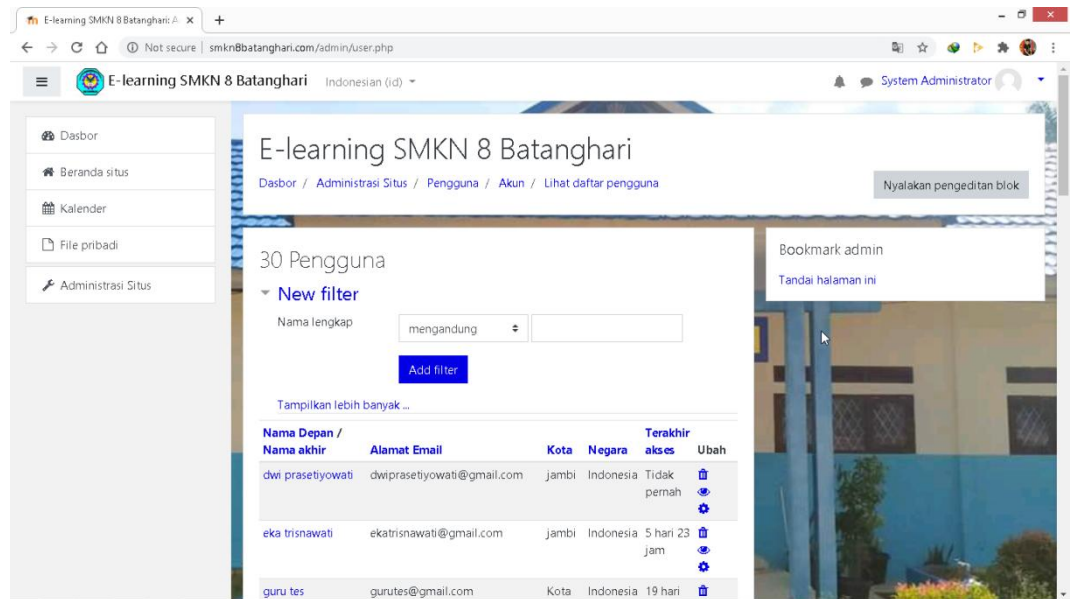 E-learning SMKN 8 Batanghari: A
Not secure | smkn8batanghari.com/admin/user.php
E-learning SMKN 8 Batanghari
Indonesian (id)
System Administrator
Dasbor
Beranda situs
Kalender
File pribadi
Administrasi Situs
E-learning SMKN 8 Batanghari
Dasbor / Administrasi Situs / Pengguna / Akun / Lihat daftar pengguna
Nyalakan pengeditan blok
30 Pengguna
New filter
Nama lengkap
mengandung
Add filter
Tampilkan lebih banyak ...
Bookmark admin
Tandai halaman ini
Nama Depan / Nama akhir Alamat Email Kota Negara Terakhir akses Ubah
dwi prasetiyowati dwiprasetiyowati@gmail.com jambi Indonesia Tidak pernah
eka trisnawati ekatrisnawati@gmail.com jambi Indonesia 5 hari 23 jam
guru tes gurutes@gmail.com Kota Indonesia 19 hari